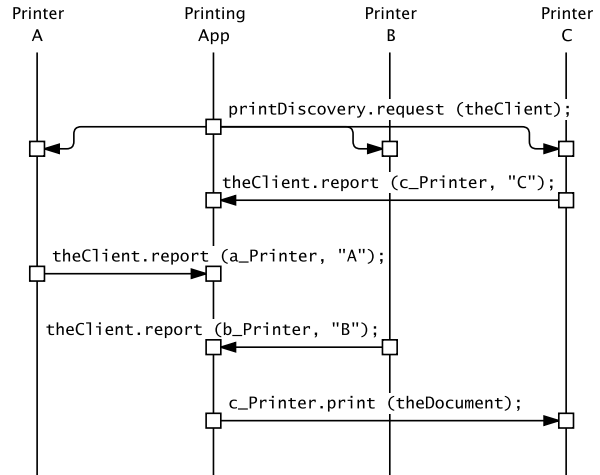 Printer A
Printing App
Printer B
Printer C
printDiscovery.request (theClient);
theClient.report (c_Printer, "C");
theClient.report (a_Printer, "A");
theClient.report (b_Printer, "B");
c_Printer.print (theDocument);